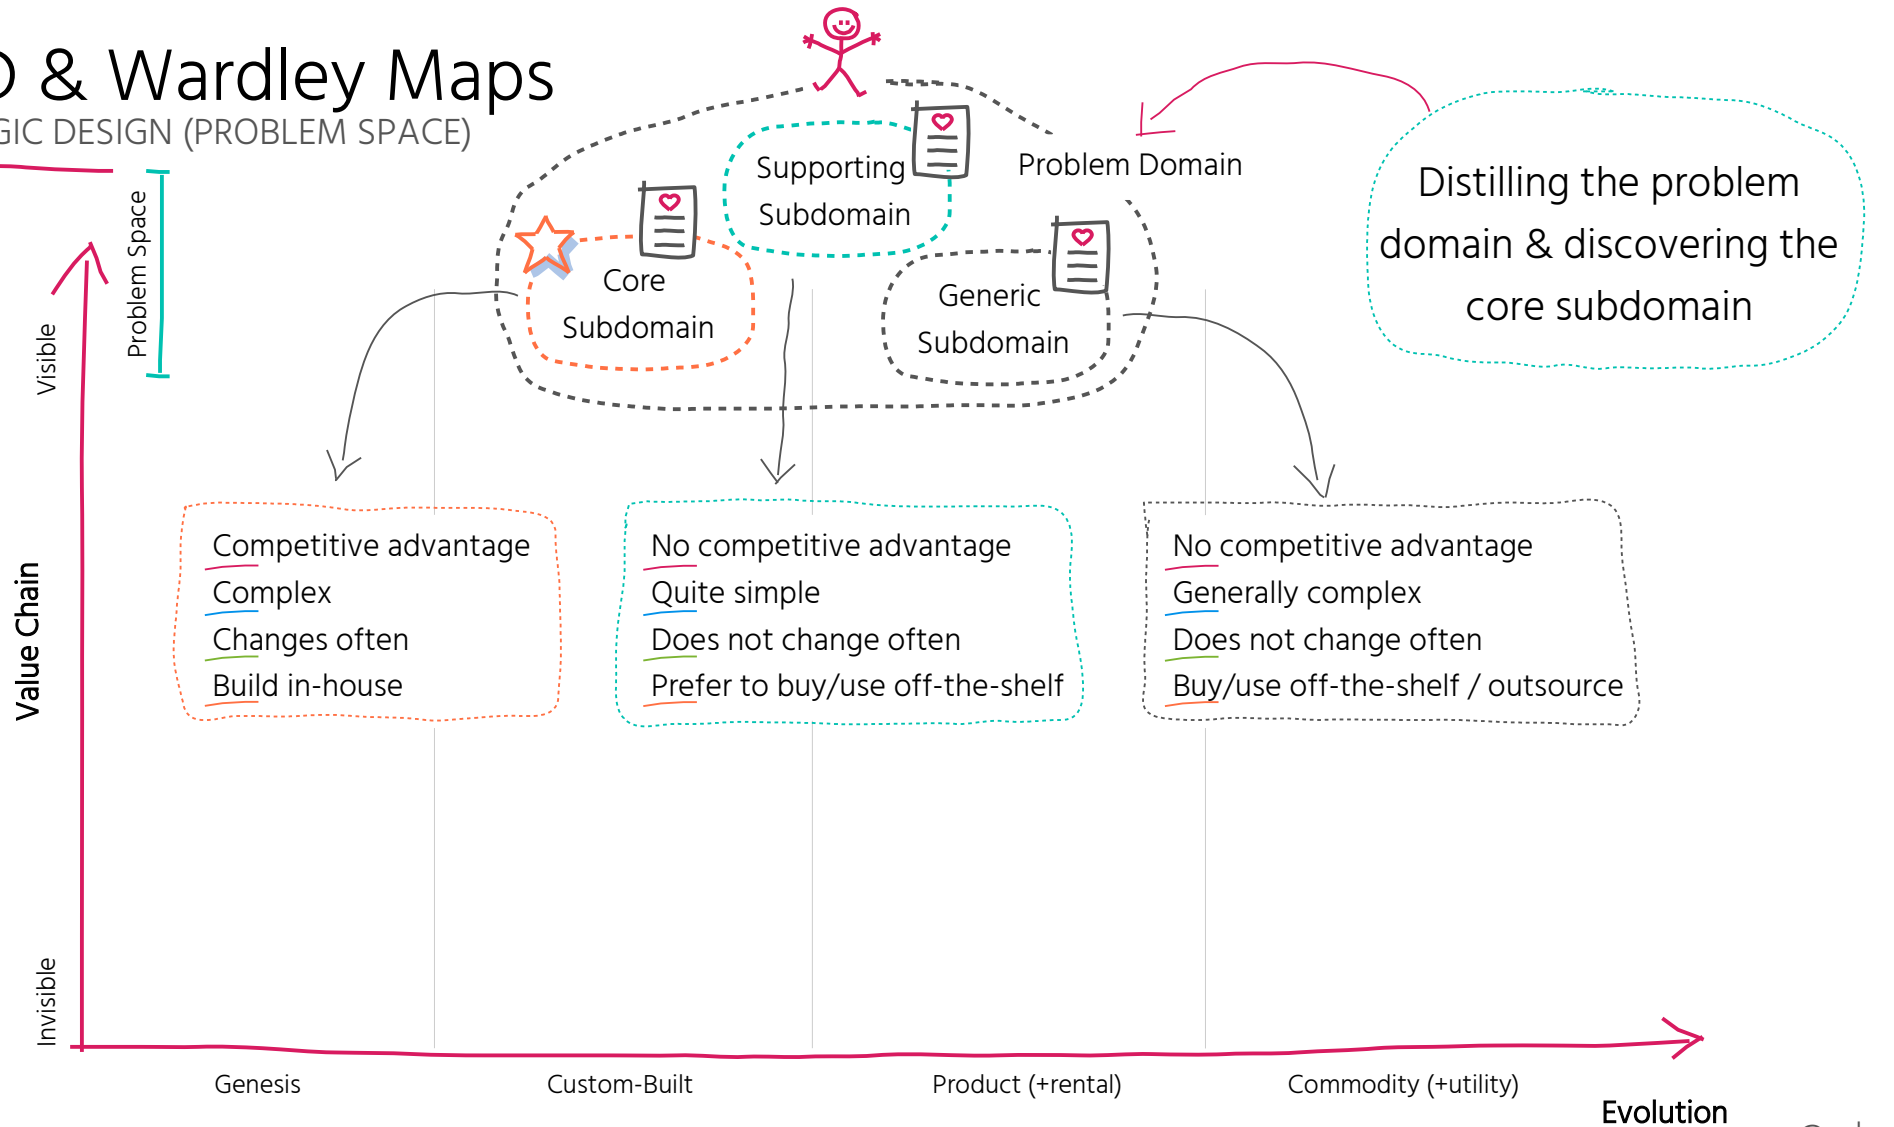 & Wardley Maps
GIC DESIGN (PROBLEM SPACE)
Problem Space
Visible
Value Chain
Invisible
Supporting
Subdomain
Problem Domain
Core
Subdomain
Generic
Subdomain
Distilling the problem
domain & discovering the
core subdomain
Competitive advantage
Complex
Changes often
Build in-house
No competitive advantage
Quite simple
Does not change often
Prefer to buy/use off-the-shelf
No competitive advantage
Generally complex
Does not change often
Buy/use off-the-shelf / outsource
Genesis
Custom-Built
Product (+rental)
Commodity (+utility)
Evolution